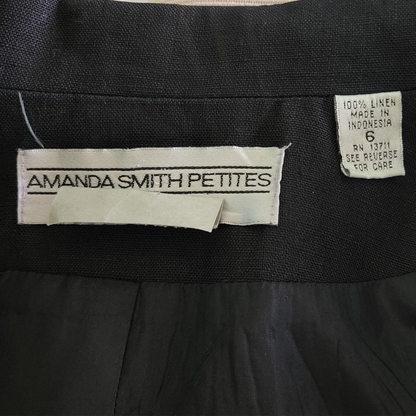 AMANDA SMITH PETITES
100% LINEN
MADE IN
INDONESIA
6
RN 13711
SEE REVERSE
FOR CARE